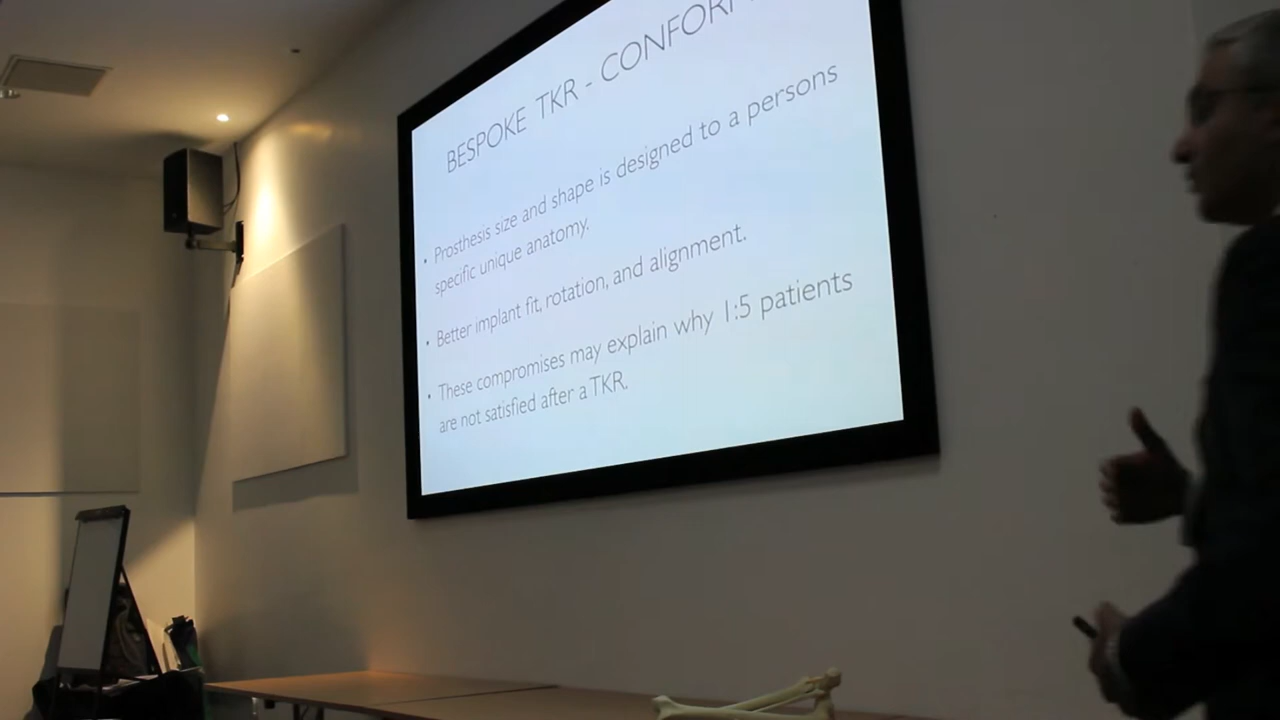 BESPOKE TKR -
• Prosthesis size and shape is designed to a persons
specific unique anatomy.
• Better implant fit, rotation, and alignment.
• These compromises may explain why 1:5 patients
are not satisfied after a TKR.